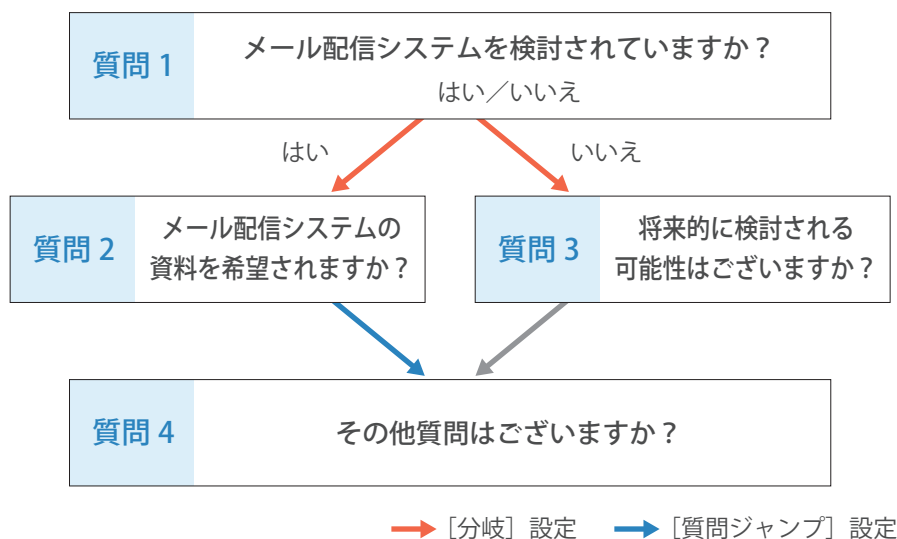 質問 1
メール配信システムを検討されていますか？
はい／いいえ
はい
いいえ
質問 2
メール配信システムの
資料を希望されますか？
質問 3
将来的に検討される
可能性はございますか？
質問 4
その他質問はございますか？
［分岐］設定
［質問ジャンプ］設定